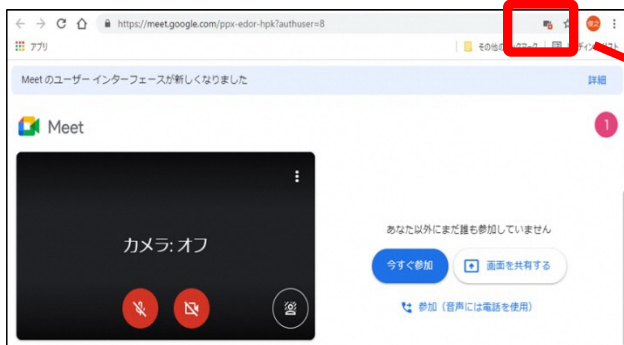 https://meet.google.com/ppx-edor-hpk?authuser=8
アプリ
その他の
Meet のユーザー インターフェースが新しくなりました
詳細
Meet
1
カメラ: オフ
あなた以外にまだ誰も参加していません
今すぐ参加
画面を共有する
参加（音声には電話を使用）